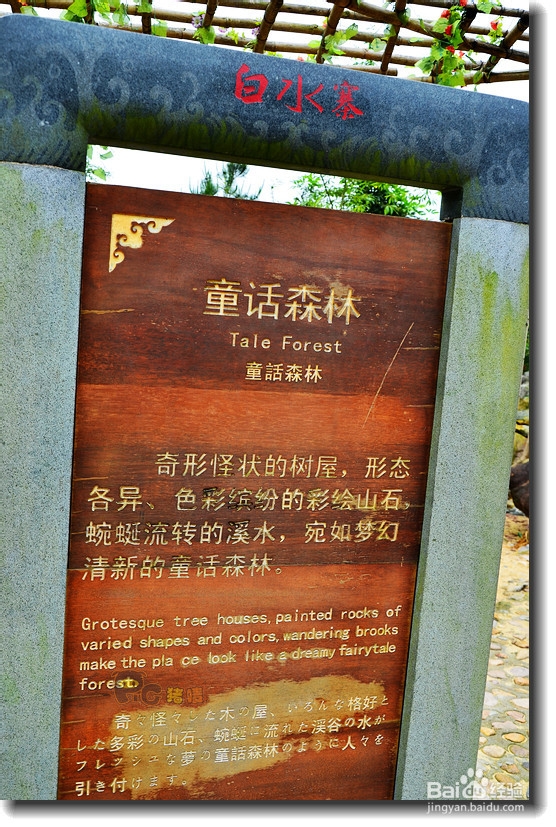 白水寨
童话森林
Tale Forest
童話森林
奇形怪状的树屋，形态
各异、色彩缤纷的彩绘山石，
蜿蜒流转的溪水，宛如梦幻
清新的童话森林。
Grotesque tree houses, painted rocks of
varied shapes and colors, wandering brooks
make the pla ce look like a dreamy fairytale
forest.
奇々怪々した木の屋、いろんな格好と
した多彩の山石、蜿蜒に流れた渓谷の水が
フレッシュな夢の童話森林のように人々を
引き付けます。
Baidu经验
jingyan.baidu.com